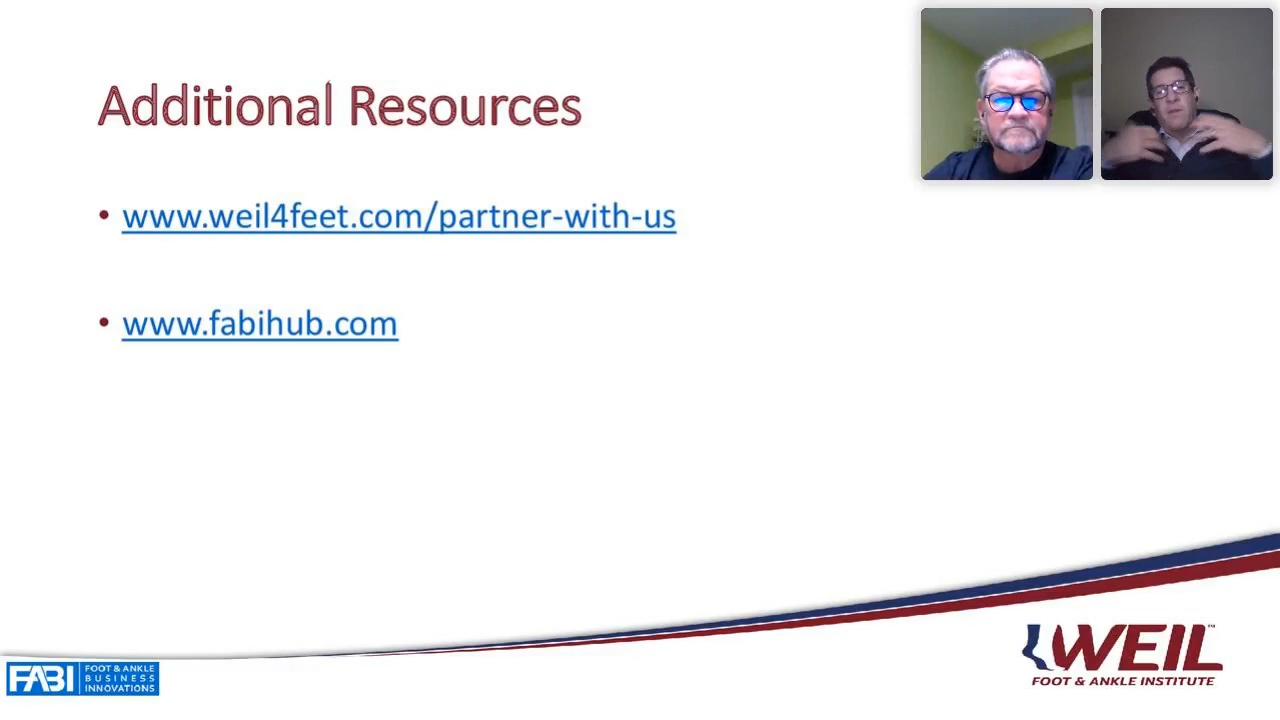 Additional Resources
• www.weil4feet.com/partner-with-us
• www.fabihub.com
FABI FOOT & ANKLE
BUSINESS
INNOVATIONS
WEIL™
FOOT & ANKLE INSTITUTE